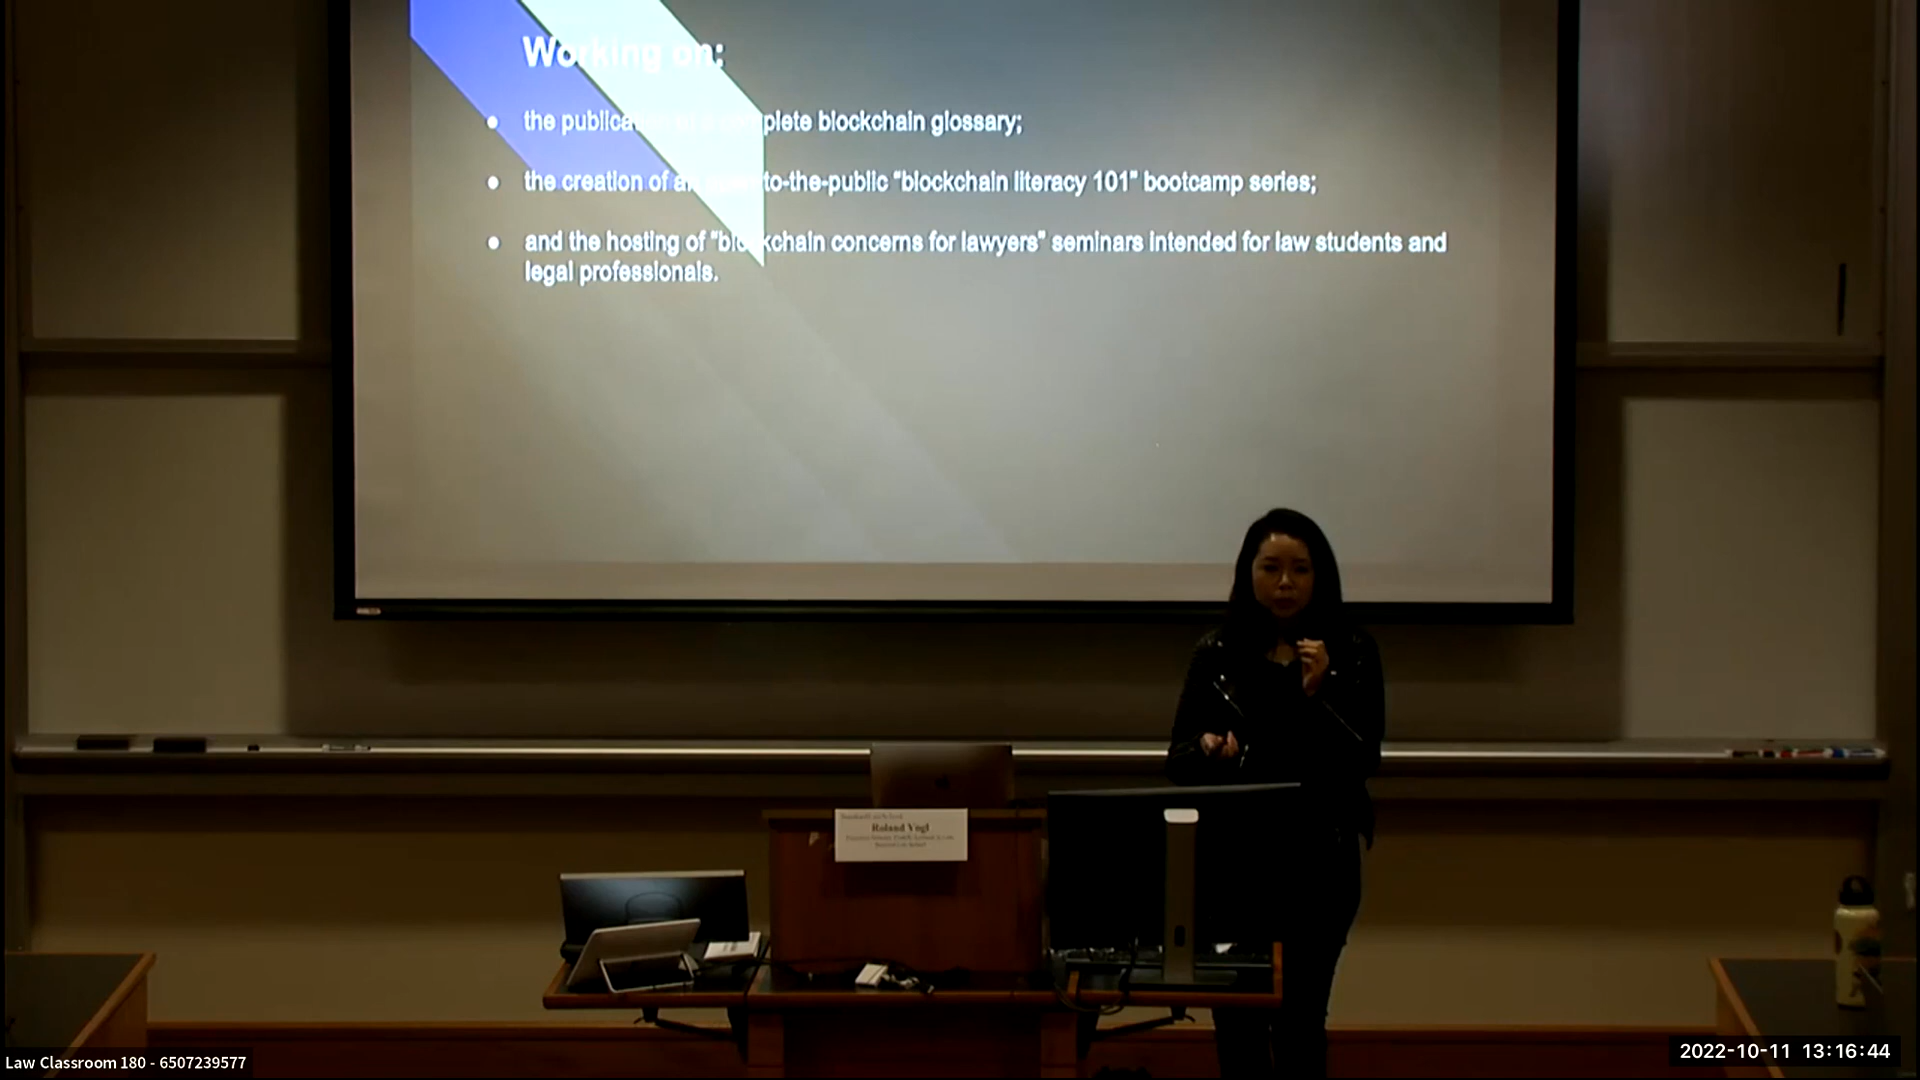 Working on:
the publica plete blockchain glossary;
the creation of a to-the-public “blockchain literacy 101” bootcamp series;
and the hosting of “blockchain concerns for lawyers” seminars intended for law students and
legal professionals.
Roland Vogl
Law Classroom 180 - 6507239577
2022-10-11 13:16:44